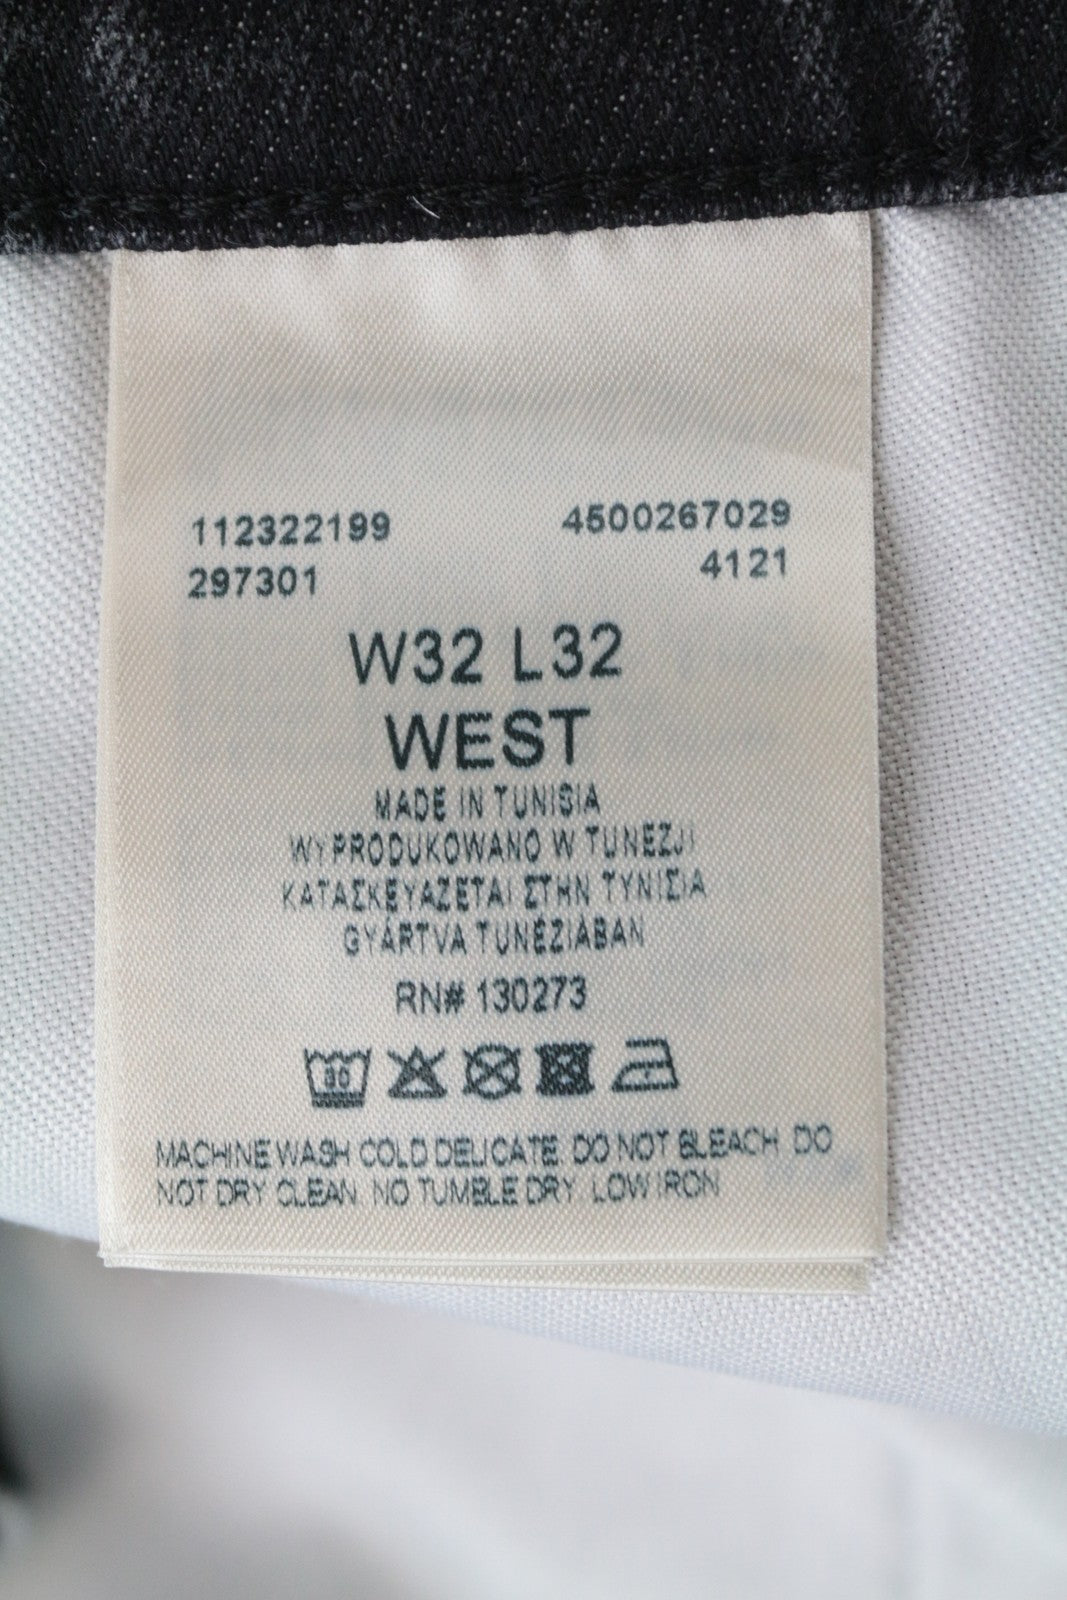 112322199 4500267029
297301 4121
W32 L32
WEST
MADE IN TUNISIA
WYPRODUKOWANO W TUNEZJI
ΚΑΤΑΣΚΕΥΑΖΕΤΑΙ ΣΤΗΝ ΤΥΝΙΣΙΑ
GYÁRTVA TUNÉZIÁBAN
RN# 130273
30
MACHINE WASH COLD DELICATE. DO NOT BLEACH. DO
NOT DRY CLEAN. NO TUMBLE DRY. LOW IRON